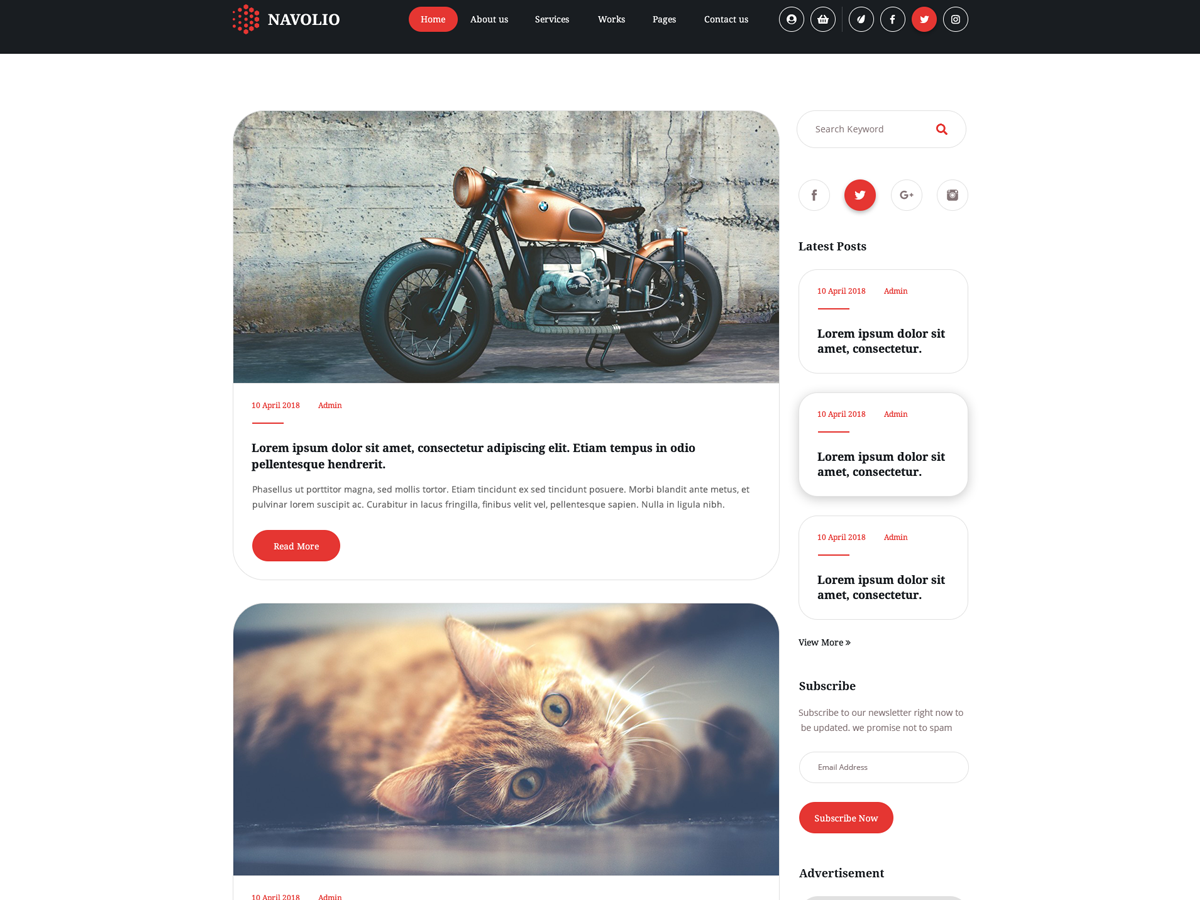 NAVOLIO
Home
About us
Services
Works
Pages
Contact us
Search Keyword
10 April 2018
Admin
Lorem ipsum dolor sit amet, consectetur adipiscing elit. Etiam tempus in odio
pellentesque hendrerit.
Phasellus ut porttitor magna, sed mollis tortor. Etiam tincidunt ex sed tincidunt posuere. Morbi blandit ante metus, et
pulvinar lorem suscipit ac. Curabitur in lacus fringilla, finibus velit vel, pellentesque sapien. Nulla in ligula nibh.
Read More
10 April 2018
Admin
Latest Posts
10 April 2018
Admin
Lorem ipsum dolor sit
amet, consectetur.
10 April 2018
Admin
Lorem ipsum dolor sit
amet, consectetur.
10 April 2018
Admin
Lorem ipsum dolor sit
amet, consectetur.
View More »
Subscribe
Subscribe to our newsletter right now to
be updated. we promise not to spam
Email Address
Subscribe Now
Advertisement